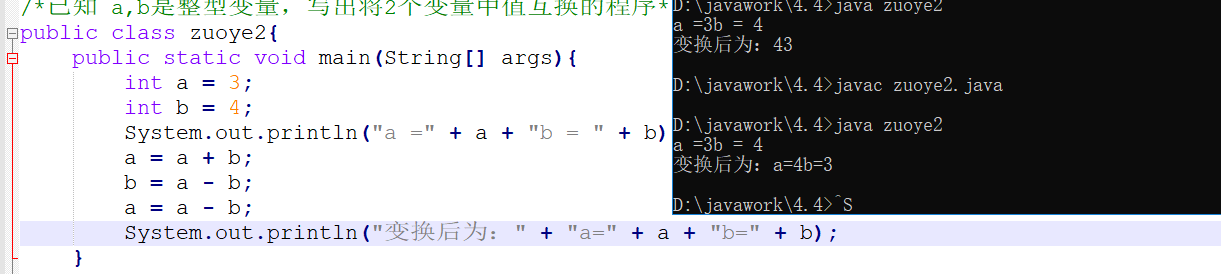 /*已知 a,b是整型变量，写出将2个变量中值互换的程序*
public class zuoye2{
public static void main(String[] args){
int a = 3;
int b = 4;
System.out.println("a =" + a + "b = " + b)
a = a + b;
b = a - b;
a = a - b;
System.out.println("变换后为：" + "a=" + a + "b=" + b);
}
D:\javawork\4.4>java zuoye2
a =3b = 4
变换后为：43
D:\javawork\4.4>javac zuoye2.java
D:\javawork\4.4>java zuoye2
a =3b = 4
变换后为：a=4b=3
D:\javawork\4.4>^S